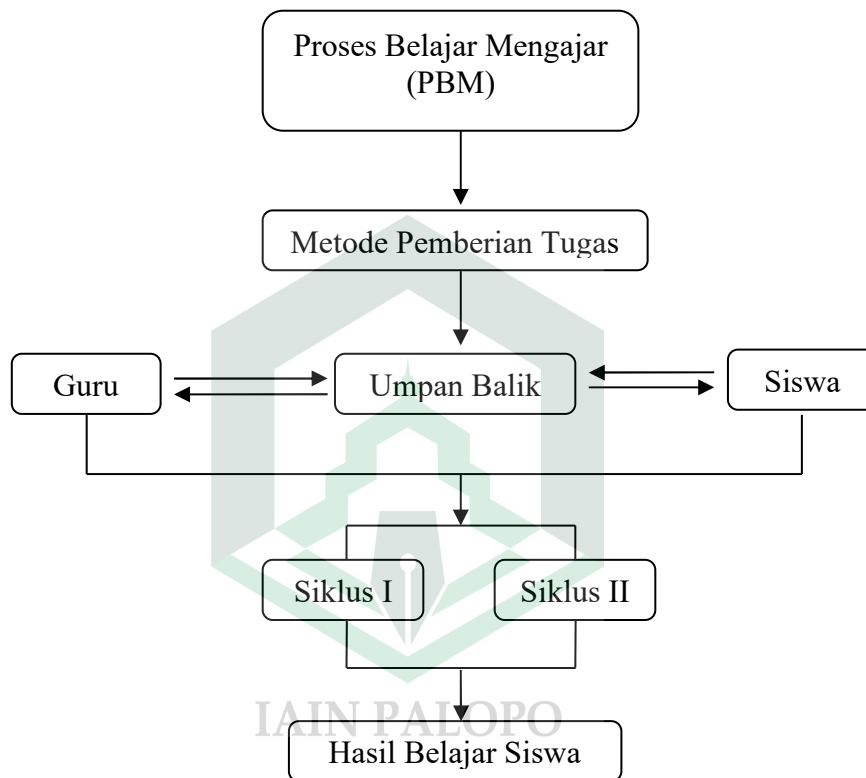 Proses Belajar Mengajar
(PBM)
Metode Pemberian Tugas
Guru
Umpan Balik
Siswa
Siklus I
Siklus II
IAIN PALOPO
Hasil Belajar Siswa